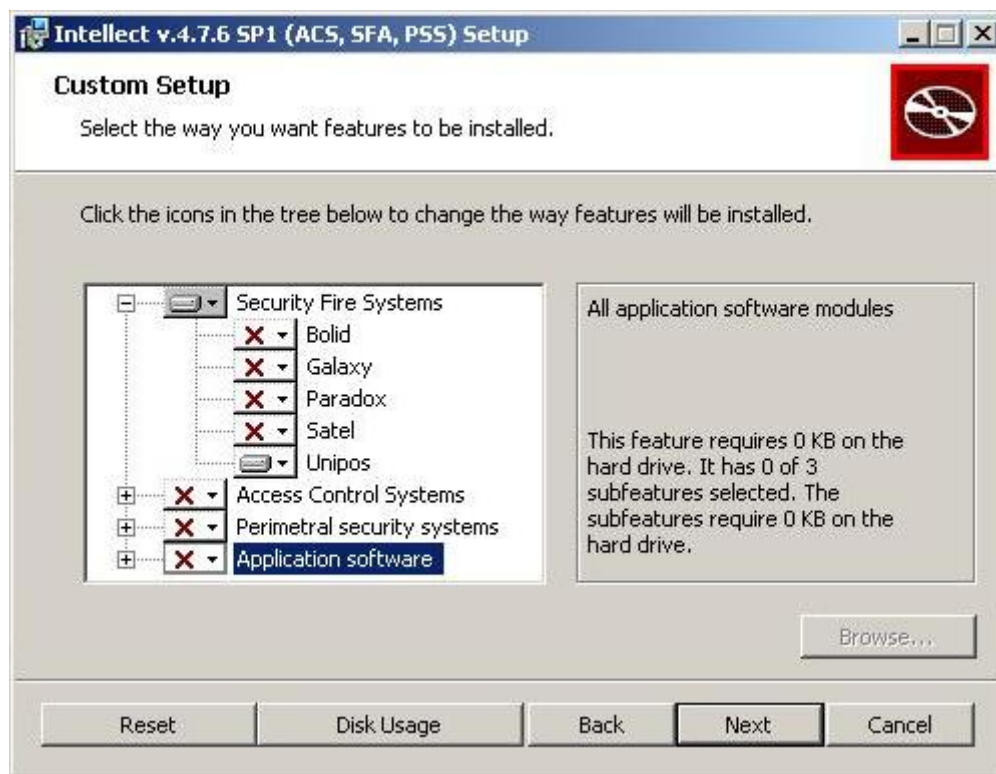 Intellect v.4.7.6 SP1 (ACS, SFA, PSS) Setup
Custom Setup
Select the way you want features to be installed.
Click the icons in the tree below to change the way features will be installed.
Security Fire Systems
Bolid
Galaxy
Paradox
Satel
Unipos
Access Control Systems
Perimetral security systems
Application software
All application software modules
This feature requires 0 KB on the
hard drive. It has 0 of 3
subfeatures selected. The
subfeatures require 0 KB on the
hard drive.
Browse...
Reset
Disk Usage
Back
Next
Cancel